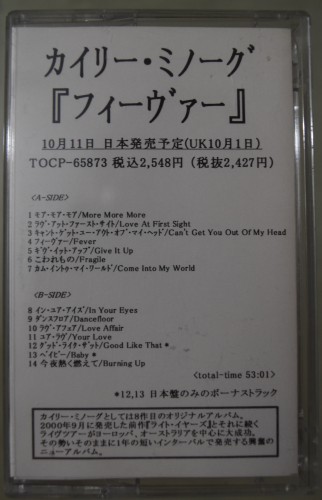 カイリー・ミノーグ
『フィーヴァー』
10月11日 日本発売予定(UK10月1日)
TOCP-65873 税込2,548円（税抜2,427円）
<A-SIDE>
1 モア・モア・モア/More More More
2 ラヴ・アット・ファースト・サイト/Love At First Sight
3 キャント・ゲット・ユー・アウト・オブ・マイ・ヘッド/Can't Get You Out Of My Head
4 フィーヴァー/Fever
5 ギヴ・イット・アップ/Give It Up
6 こわれもの/Fragile
7 カム・イントゥ・マイ・ワールド/Come Into My World
<B-SIDE>
8 イン・ユア・アイズ/In Your Eyes
9 ダンスフロア/Dancefloor
10 ラヴ・アフェア/Love Affair
11 ユア・ラヴ/Your Love
12 グッド・ライク・ザット/Good Like That *
13 ベイビー/Baby *
14 今夜熱く燃えて/Burning Up
<total-time 53:01>
*12,13 日本盤のみのボーナストラック
カイリー・ミノーグとしては8作目のオリジナルアルバム。
2000年9月に発売した前作『ライト・イヤーズ』とそれに続く
ライヴツアーがヨーロッパ、オーストラリアを中心に大成功。
その勢いそのままに1年の短いインターバルで発売する興奮の
ニューアルバム。